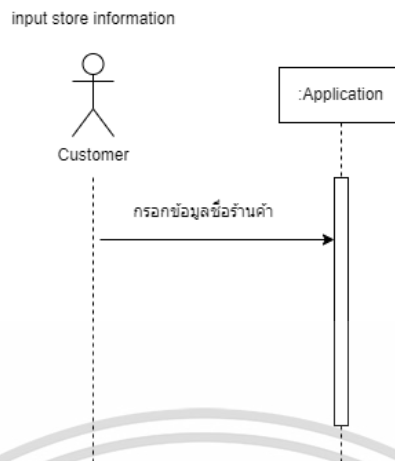 input store information
:Application
Customer
กรอกข้อมูลชื่อร้านค้า